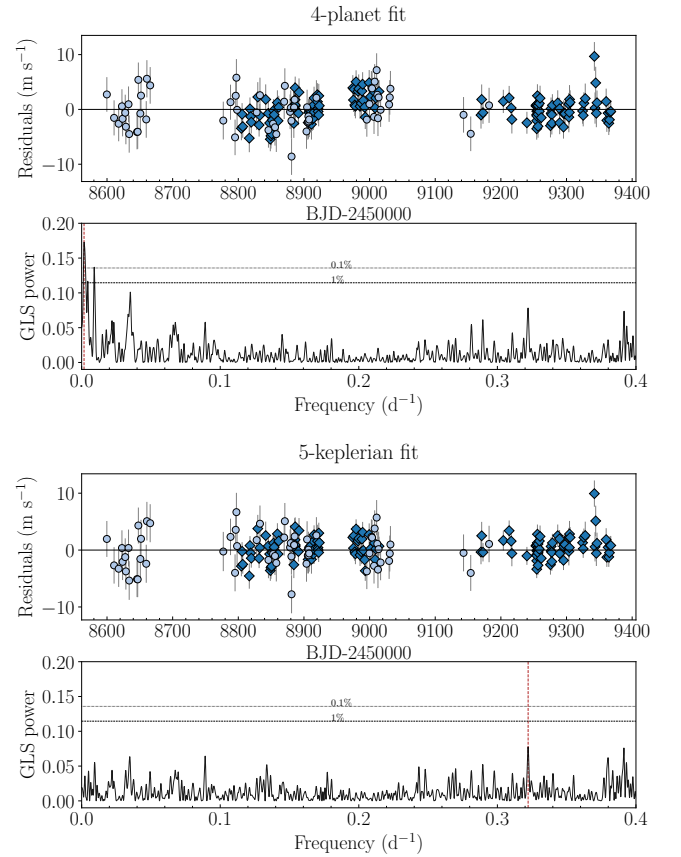 4-planet fit
10
0
−10
Residuals (m s⁻¹)
8600 8700 8800 8900 9000 9100 9200 9300 9400
BJD-2450000
0.20
0.15
0.10
0.05
0.00
GLS power
0.1%
1%
0.0 0.1 0.2 0.3 0.4
Frequency (d⁻¹)
5-keplerian fit
10
0
−10
Residuals (m s⁻¹)
8600 8700 8800 8900 9000 9100 9200 9300 9400
BJD-2450000
0.20
0.15
0.10
0.05
0.00
GLS power
0.1%
1%
0.0 0.1 0.2 0.3 0.4
Frequency (d⁻¹)